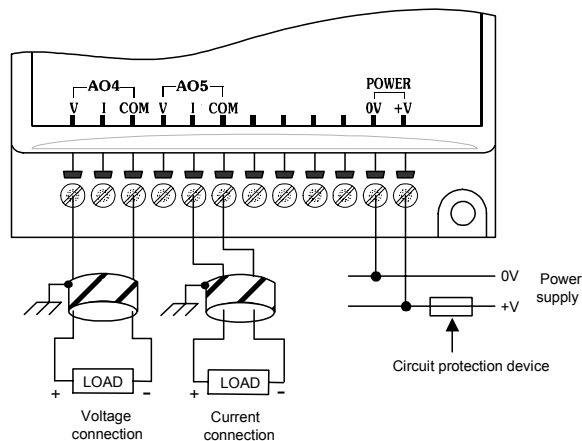 AO4 AO5 POWER
V I COM V I COM 0V +V
0V
Power
supply
+V
Circuit protection device
LOAD LOAD
+ - + -
Voltage
connection
Current
connection